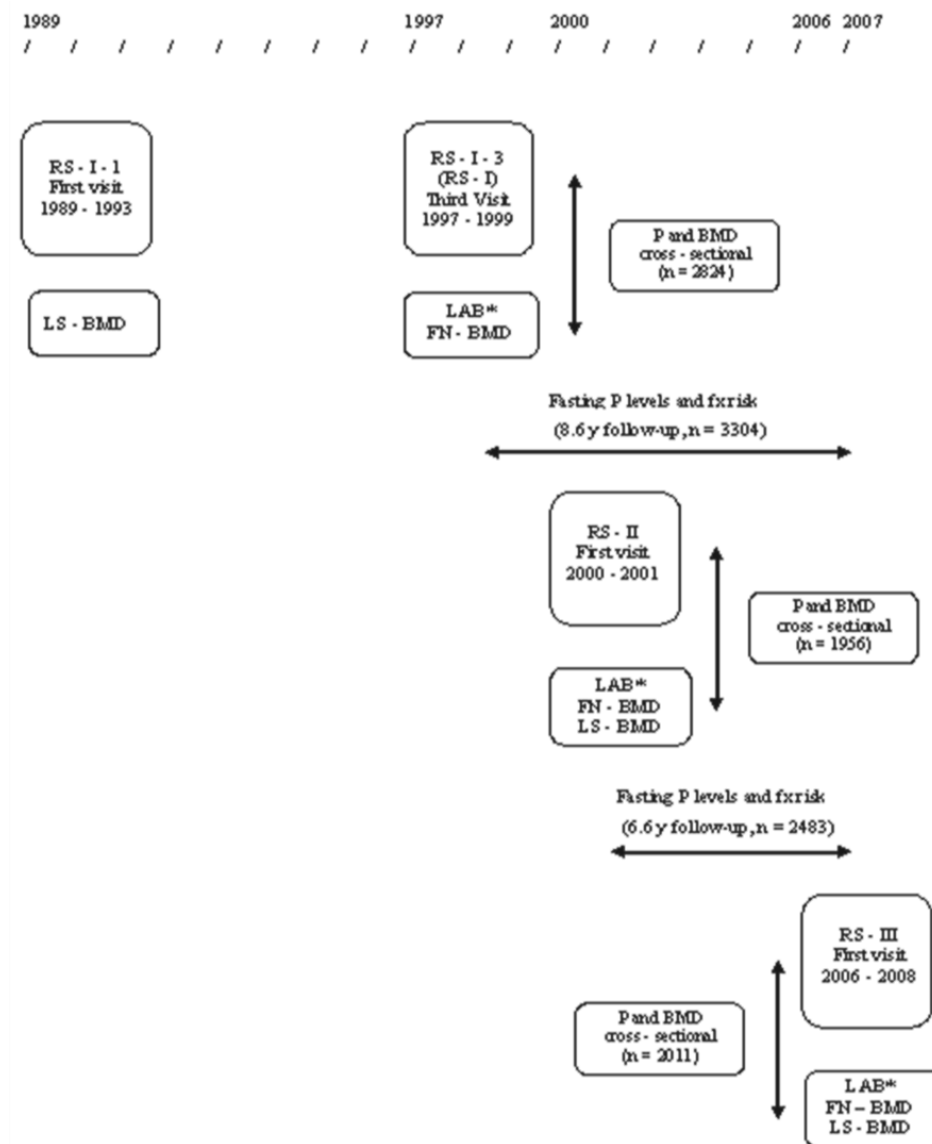 1989 1997 2000 2006 2007
/ / / / / / / / / / / / / / / / / /
RS - I - 1
First visit
1989 - 1993
RS - I - 3
(RS - I)
Third Visit
1997 - 1999
P and BMD
cross - sectional
(n = 2824)
LS - BMD
LAB*
FN - BMD
Fasting P levels and fx risk
(8.6 y follow-up, n = 3304)
RS - II
First visit
2000 - 2001
P and BMD
cross - sectional
(n = 1956)
LAB*
FN - BMD
LS - BMD
Fasting P levels and fx risk
(6.6 y follow-up, n = 2483)
RS - III
First visit
2006 - 2008
P and BMD
cross - sectional
(n = 2011)
LAB*
FN – BMD
LS - BMD